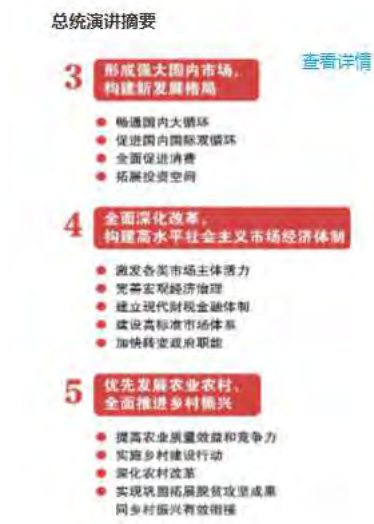 总统演讲摘要
查看详情
3
形成强大国内市场，
构建新发展格局
畅通国内大循环
促进国内国际双循环
全面促进消费
拓展投资空间
4
全面深化改革，
构建高水平社会主义市场经济体制
激发各类市场主体活力
完善宏观经济治理
建立现代财税金融体制
建设高标准市场体系
加快转变政府职能
5
优先发展农业农村，
全面推进乡村振兴
提高农业质量效益和竞争力
实施乡村建设行动
深化农村改革
实现巩固拓展脱贫攻坚成果
同乡村振兴有效衔接